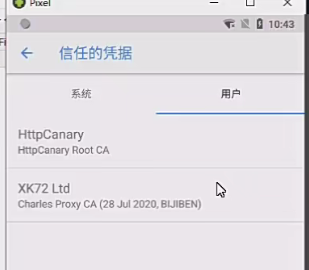 Pixel
10:43
信任的凭据
系统
用户
HttpCanary
HttpCanary Root CA
XK72 Ltd
Charles Proxy CA (28 Jul 2020, BIJIBEN)